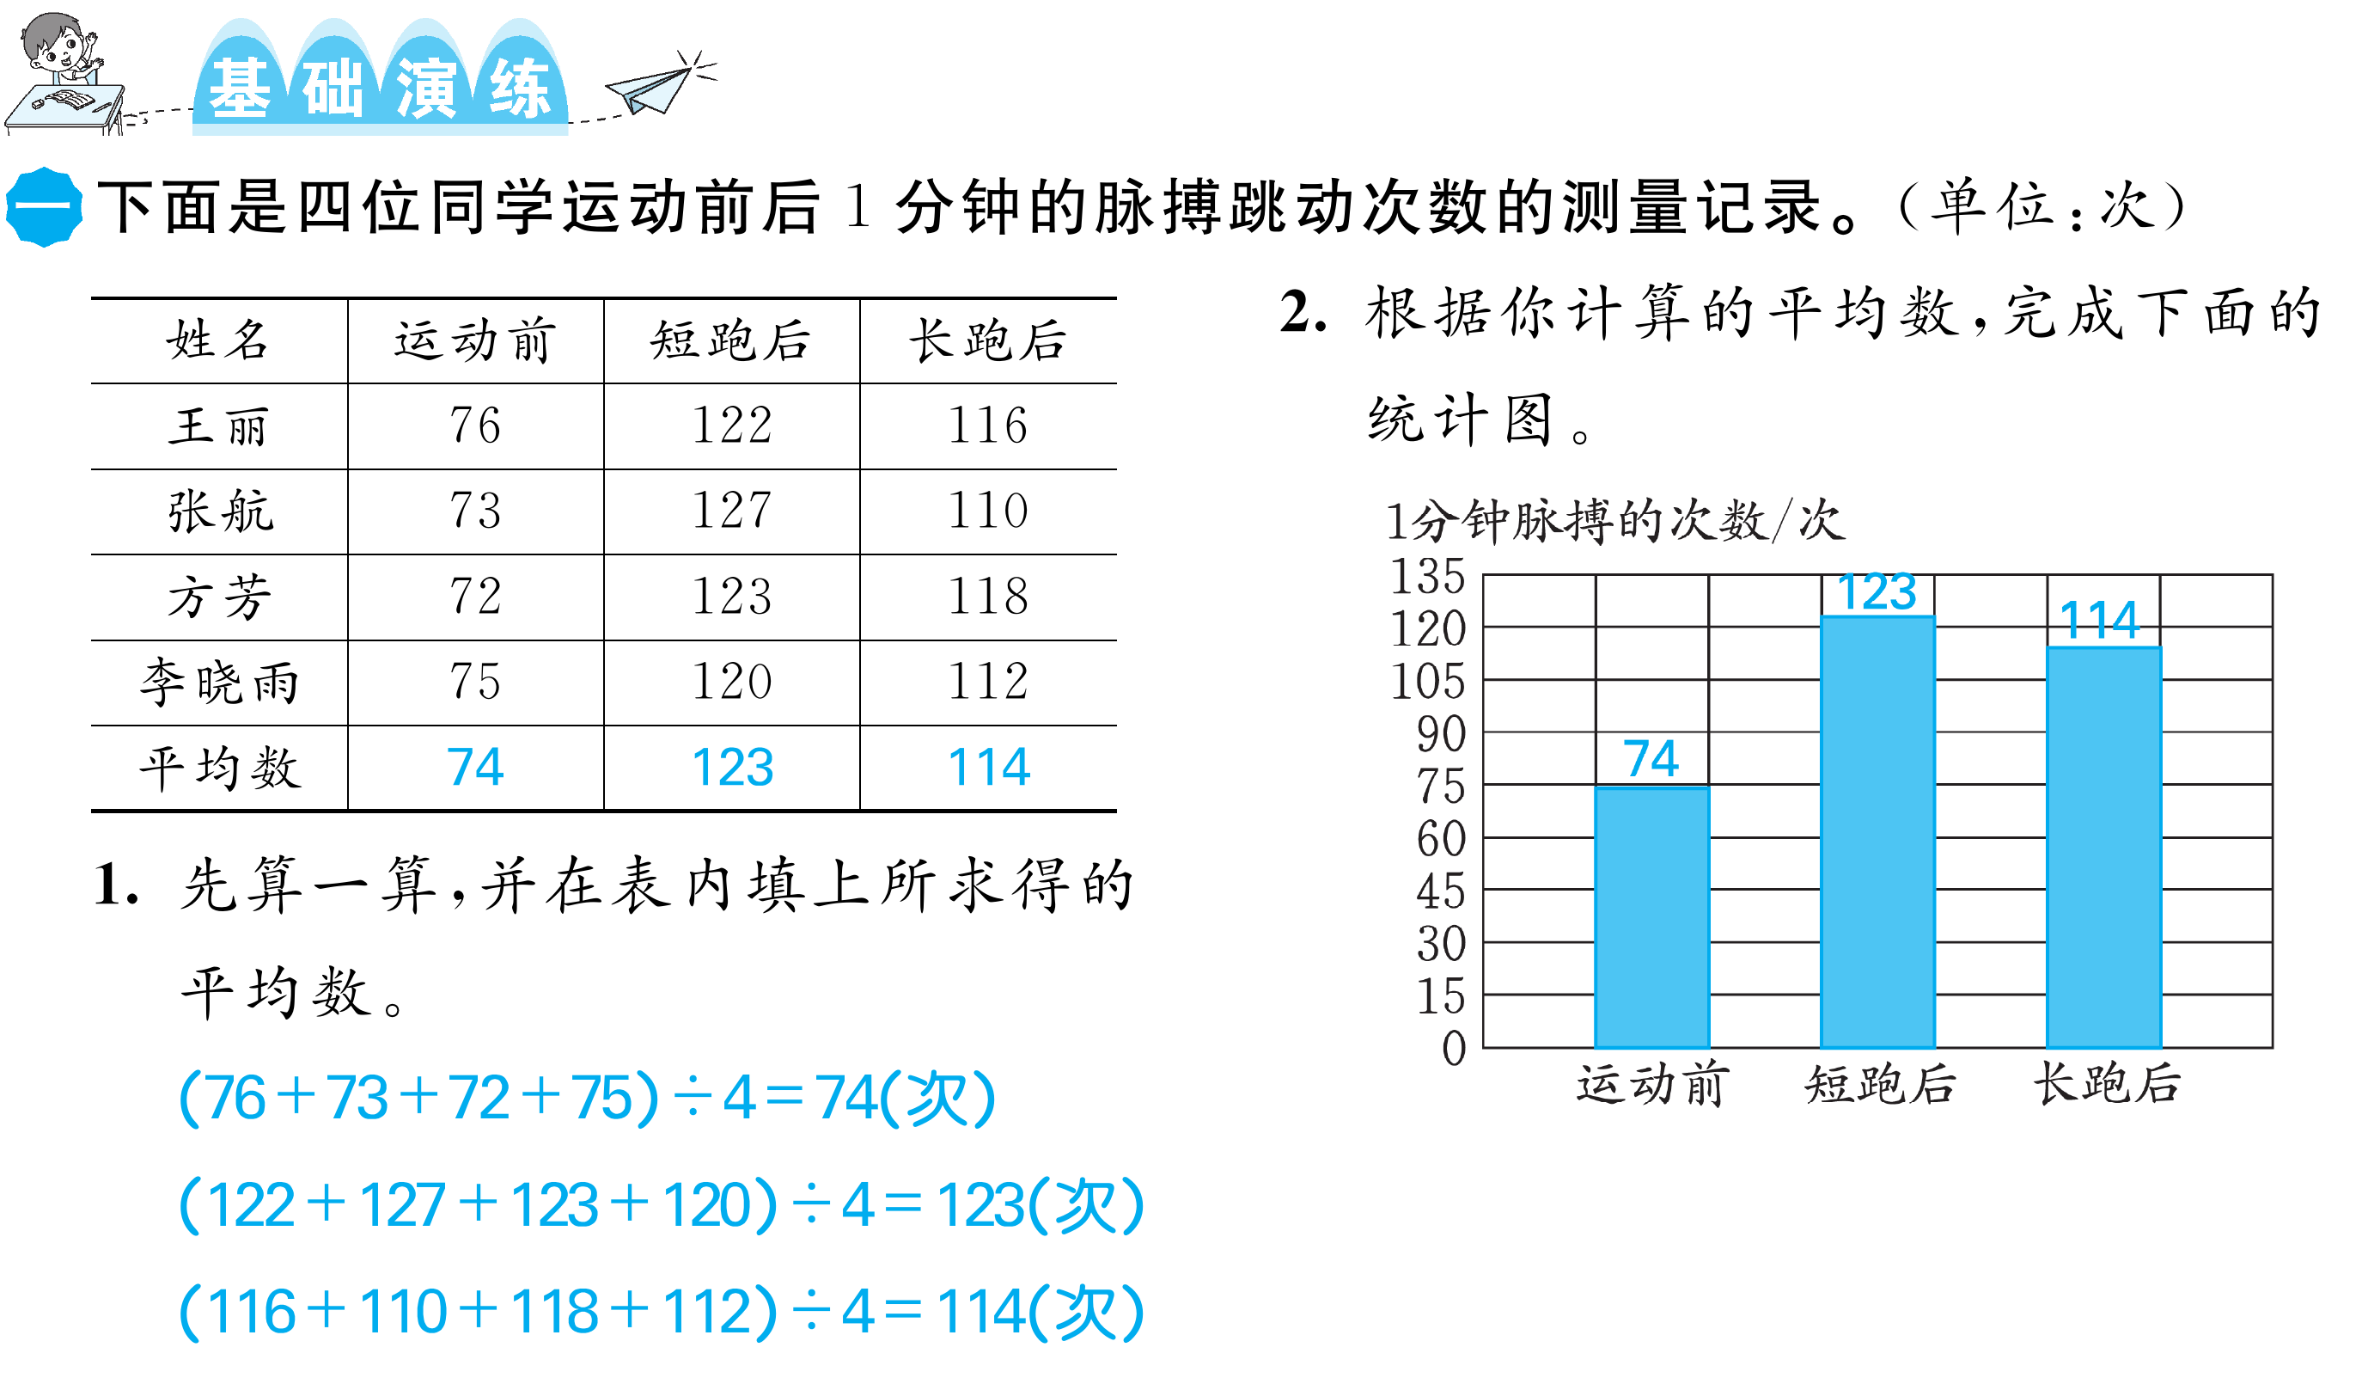 基础演练
一 下面是四位同学运动前后1分钟的脉搏跳动次数的测量记录。(单位:次)
姓名 运动前 短跑后 长跑后
王丽 76 122 116
张航 73 127 110
方芳 72 123 118
李晓雨 75 120 112
平均数 74 123 114
1. 先算一算,并在表内填上所求得的
平均数。
(76+73+72+75)÷4=74(次)
(122+127+123+120)÷4=123(次)
(116+110+118+112)÷4=114(次)
2. 根据你计算的平均数,完成下面的
统计图。
1分钟脉搏的次数/次
135
120
105
90
75
60
45
30
15
0
74
123
114
运动前 短跑后 长跑后